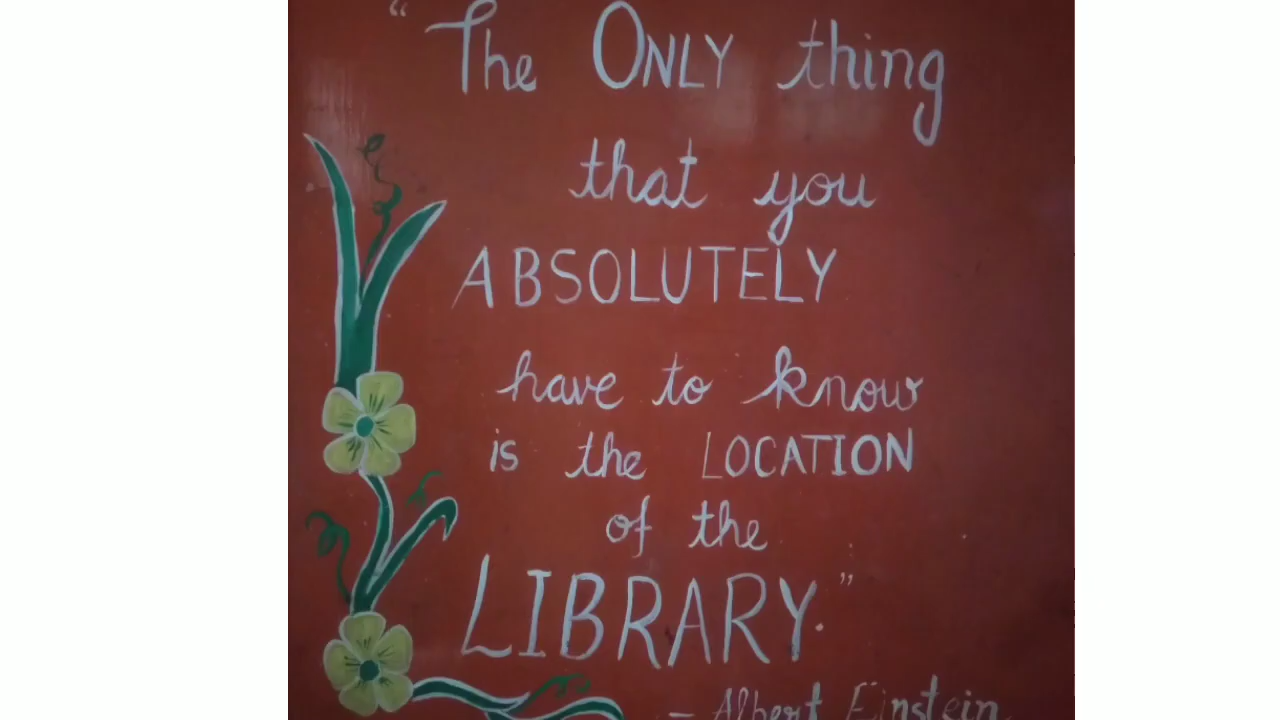 “The ONLY thing
that you
ABSOLUTELY
have to know
is the LOCATION
of the
LIBRARY.”
- Albert Einstein